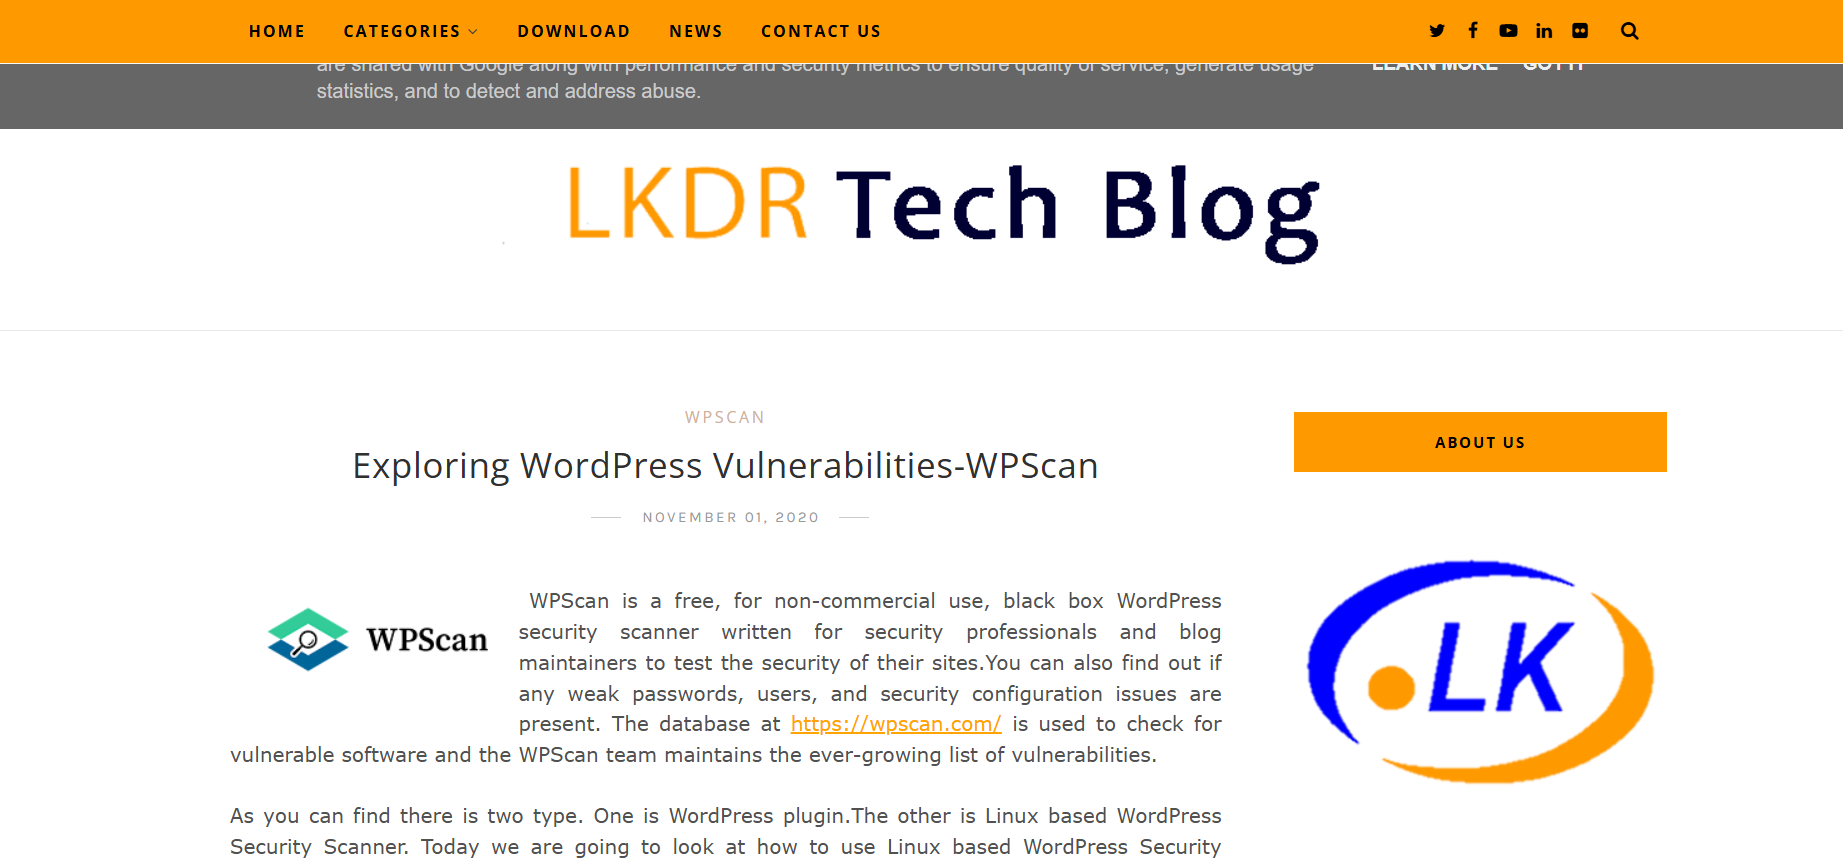 HOME CATEGORIES DOWNLOAD NEWS CONTACT US
are shared with Google along with performance and security metrics to ensure quality of service, generate usage
LEARN MORE GOT IT
statistics, and to detect and address abuse.
LKDR Tech Blog
WPSCAN
Exploring WordPress Vulnerabilities-WPScan
NOVEMBER 01, 2020
WPScan
WPScan is a free, for non-commercial use, black box WordPress
security scanner written for security professionals and blog
maintainers to test the security of their sites.You can also find out if
any weak passwords, users, and security configuration issues are
present. The database at https://wpscan.com/ is used to check for
vulnerable software and the WPScan team maintains the ever-growing list of vulnerabilities.
As you can find there is two type. One is WordPress plugin.The other is Linux based WordPress
Security Scanner. Today we are going to look at how to use Linux based WordPress Security
ABOUT US
.LK